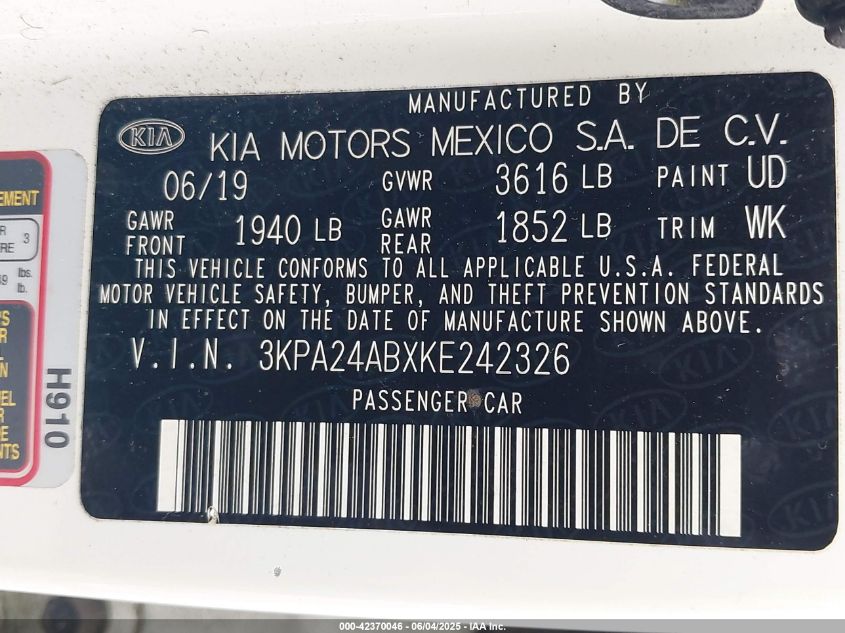 MANUFACTURED BY
KIA KIA MOTORS MEXICO S.A. DE C.V.
06/19 GVWR 3616 LB PAINT UD
GAWR FRONT 1940 LB GAWR REAR 1852 LB TRIM WK
THIS VEHICLE CONFORMS TO ALL APPLICABLE U.S.A. FEDERAL
MOTOR VEHICLE SAFETY, BUMPER, AND THEFT PREVENTION STANDARDS
IN EFFECT ON THE DATE OF MANUFACTURE SHOWN ABOVE.
V.I.N. 3KPA24ABXKE242326
PASSENGER CAR
H910
3
lbs.
lb.
000-42370046 - 06/04/2025 - IAA Inc.